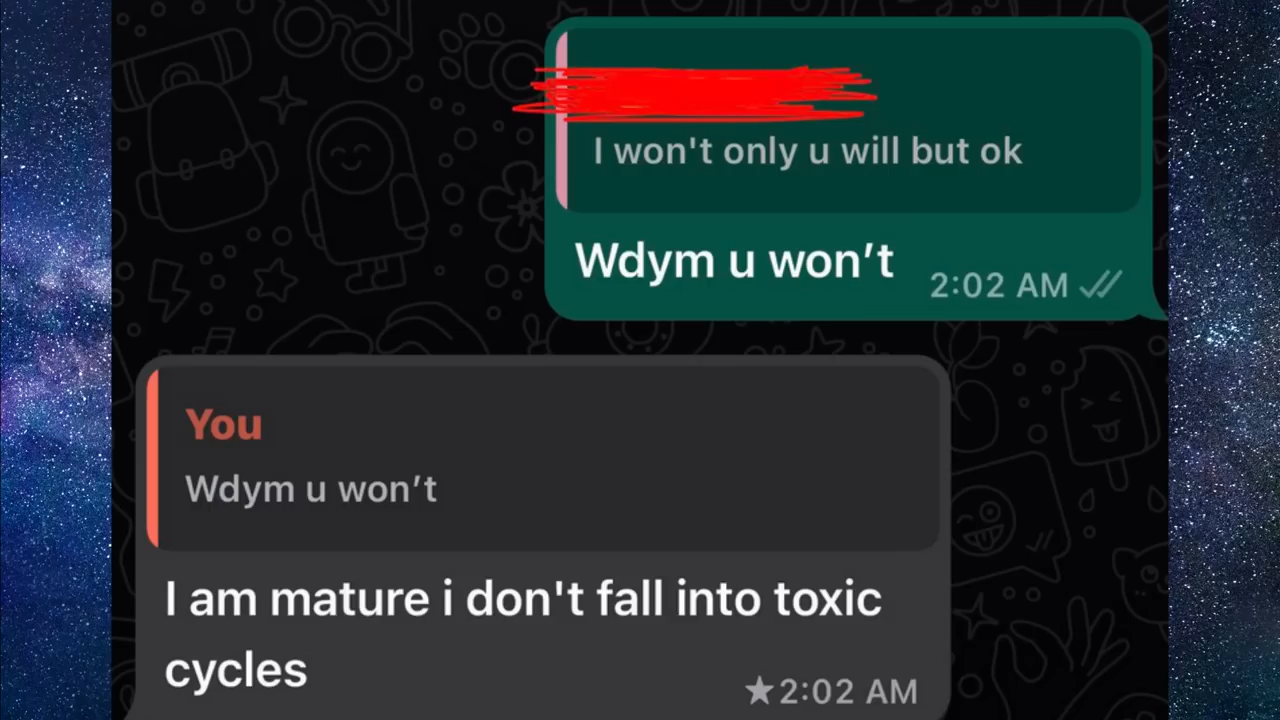 I won't only u will but ok
Wdym u won’t
2:02 AM
You
Wdym u won’t
I am mature i don't fall into toxic
cycles
2:02 AM